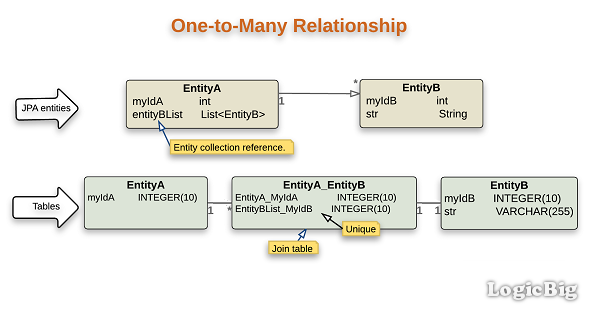 One-to-Many Relationship
JPA entities
EntityA
myIdA int
entityBList List<EntityB>
1
*
EntityB
myIdB int
str String
Entity collection reference.
Tables
EntityA
myIdA INTEGER(10)
1
*
EntityA_EntityB
EntityA_MyIdA INTEGER(10)
EntityBList_MyIdB INTEGER(10)
1
1
EntityB
myIdB INTEGER(10)
str VARCHAR(255)
Unique
Join table
LogicBig